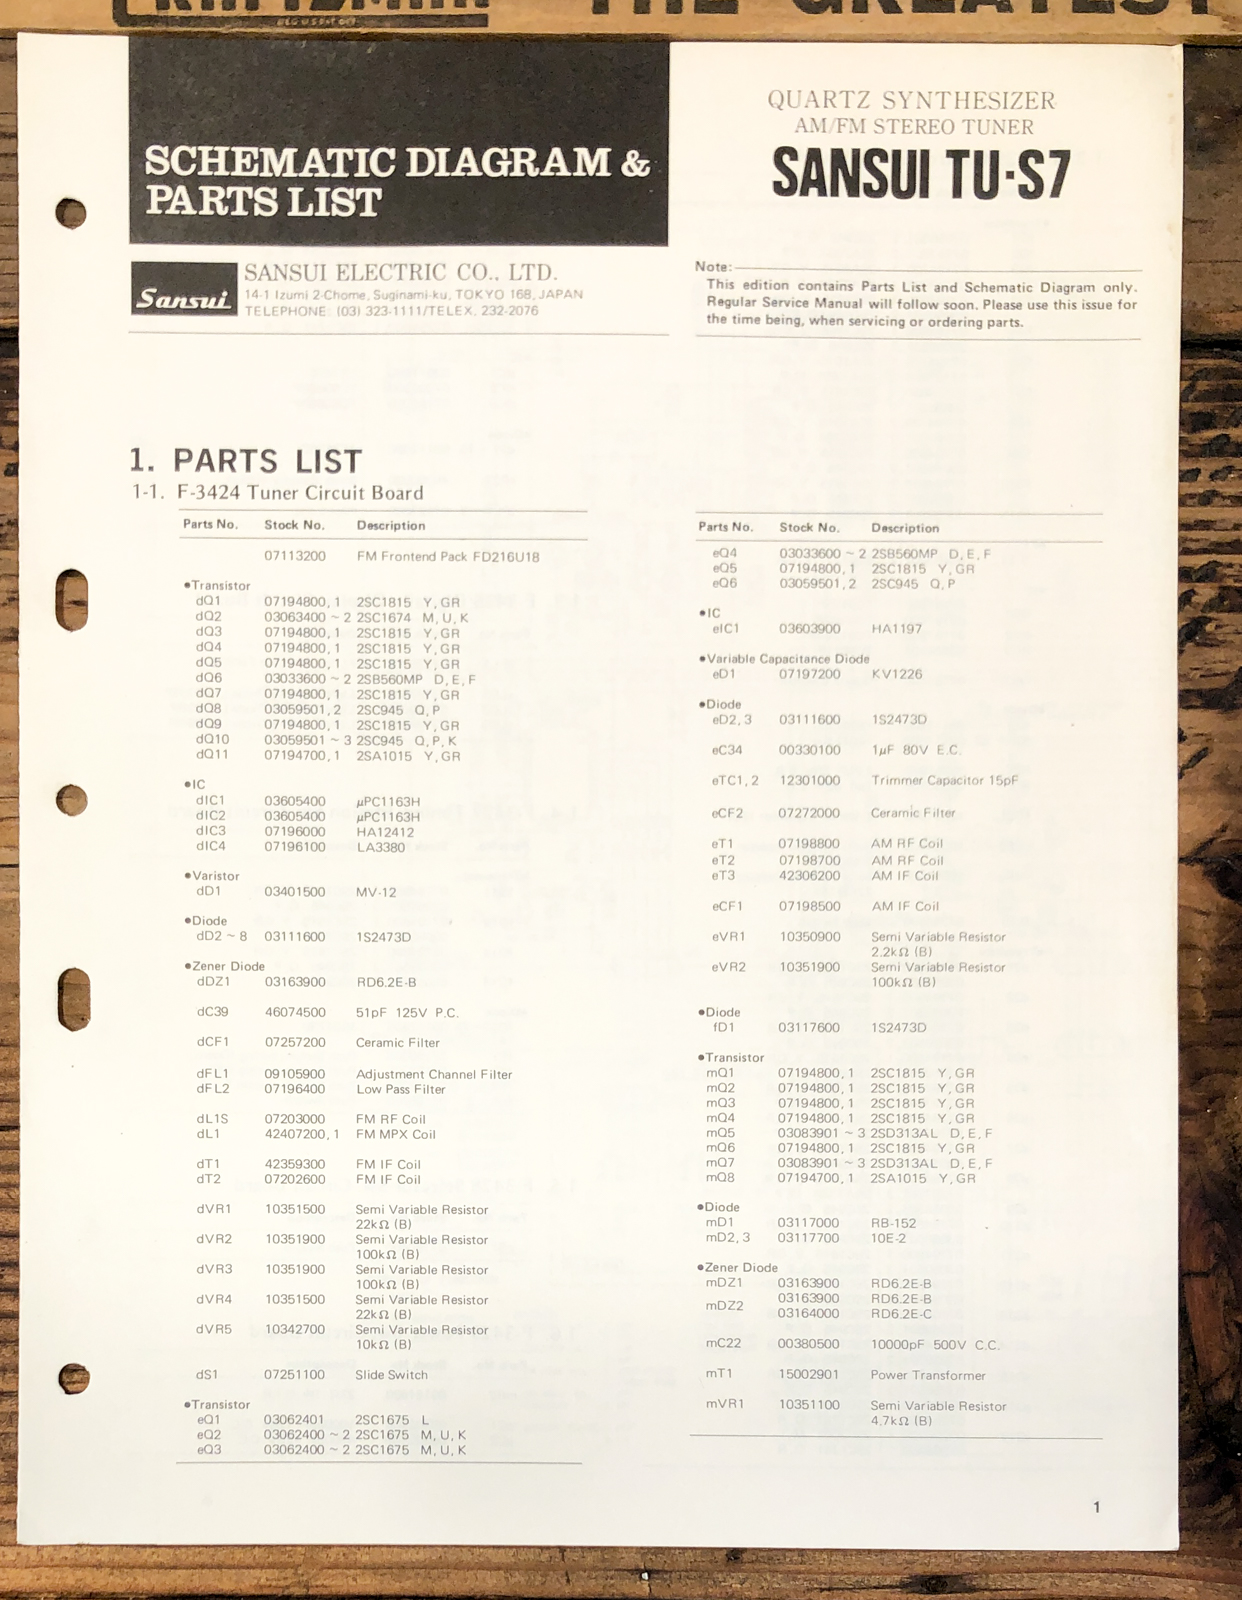 REG U S PAT OFF
THE GREATEST
SCHEMATIC DIAGRAM &
PARTS LIST
QUARTZ SYNTHESIZER
AM/FM STEREO TUNER
SANSUI TU-S7
Sansui
SANSUI ELECTRIC CO., LTD.
14-1 Izumi 2-Chome, Suginami-ku, TOKYO 168, JAPAN
TELEPHONE: (03) 323-1111/TELEX. 232-2076
Note:
This edition contains Parts List and Schematic Diagram only.
Regular Service Manual will follow soon. Please use this issue for
the time being, when servicing or ordering parts.
1. PARTS LIST
1-1. F-3424 Tuner Circuit Board
Parts No. Stock No. Description
07113200 FM Frontend Pack FD216U18
●Transistor
dQ1 07194800, 1 2SC1815 Y, GR
dQ2 03063400 ~ 2 2SC1674 M, U, K
dQ3 07194800, 1 2SC1815 Y, GR
dQ4 07194800, 1 2SC1815 Y, GR
dQ5 07194800, 1 2SC1815 Y, GR
dQ6 03033600 ~ 2 2SB560MP D, E, F
dQ7 07194800, 1 2SC1815 Y, GR
dQ8 03059501, 2 2SC945 Q, P
dQ9 07194800, 1 2SC1815 Y, GR
dQ10 03059501 ~ 3 2SC945 Q, P, K
dQ11 07194700, 1 2SA1015 Y, GR
●IC
dIC1 03605400 μPC1163H
dIC2 03605400 μPC1163H
dIC3 07196000 HA12412
dIC4 07196100 LA3380
●Varistor
dD1 03401500 MV-12
●Diode
dD2 ~ 8 03111600 1S2473D
●Zener Diode
dDZ1 03163900 RD6.2E-B
dC39 46074500 51pF 125V P.C.
dCF1 07257200 Ceramic Filter
dFL1 09105900 Adjustment Channel Filter
dFL2 07196400 Low Pass Filter
dL1S 07203000 FM RF Coil
dL1 42407200, 1 FM MPX Coil
dT1 42359300 FM IF Coil
dT2 07202600 FM IF Coil
dVR1 10351500 Semi Variable Resistor
22kΩ (B)
dVR2 10351900 Semi Variable Resistor
100kΩ (B)
dVR3 10351900 Semi Variable Resistor
100kΩ (B)
dVR4 10351500 Semi Variable Resistor
22kΩ (B)
dVR5 10342700 Semi Variable Resistor
10kΩ (B)
dS1 07251100 Slide Switch
●Transistor
eQ1 03062401 2SC1675 L
eQ2 03062400 ~ 2 2SC1675 M, U, K
eQ3 03062400 ~ 2 2SC1675 M, U, K
Parts No. Stock No. Description
eQ4 03033600 ~ 2 2SB560MP D, E, F
eQ5 07194800, 1 2SC1815 Y, GR
eQ6 03059501, 2 2SC945 Q, P
●IC
eIC1 03603900 HA1197
●Variable Capacitance Diode
eD1 07197200 KV1226
●Diode
eD2, 3 03111600 1S2473D
eC34 00330100 1μF 80V E.C.
eTC1, 2 12301000 Trimmer Capacitor 15pF
eCF2 07272000 Ceramic Filter
eT1 07198800 AM RF Coil
eT2 07198700 AM RF Coil
eT3 42306200 AM IF Coil
eCF1 07198500 AM IF Coil
eVR1 10350900 Semi Variable Resistor
2.2kΩ (B)
eVR2 10351900 Semi Variable Resistor
100kΩ (B)
●Diode
fD1 03117600 1S2473D
●Transistor
mQ1 07194800, 1 2SC1815 Y, GR
mQ2 07194800, 1 2SC1815 Y, GR
mQ3 07194800, 1 2SC1815 Y, GR
mQ4 07194800, 1 2SC1815 Y, GR
mQ5 03083901 ~ 3 2SD313AL D, E, F
mQ6 07194800, 1 2SC1815 Y, GR
mQ7 03083901 ~ 3 2SD313AL D, E, F
mQ8 07194700, 1 2SA1015 Y, GR
●Diode
mD1 03117000 RB-152
mD2, 3 03117700 10E-2
●Zener Diode
mDZ1 03163900 RD6.2E-B
mDZ2 03163900 RD6.2E-B
03164000 RD6.2E-C
mC22 00380500 10000pF 500V C.C.
mT1 15002901 Power Transformer
mVR1 10351100 Semi Variable Resistor
4.7kΩ (B)
1